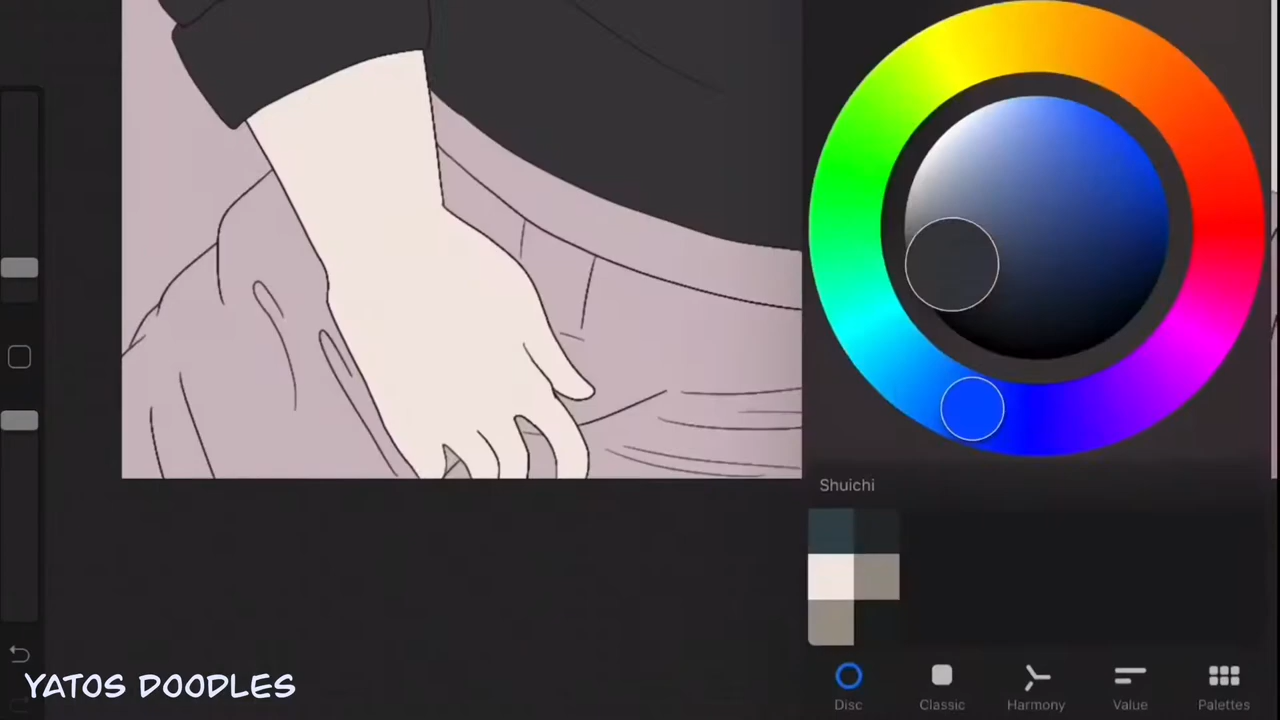 Shuichi
Disc
Classic
Harmony
Value
Palettes
YATOS DOODLES